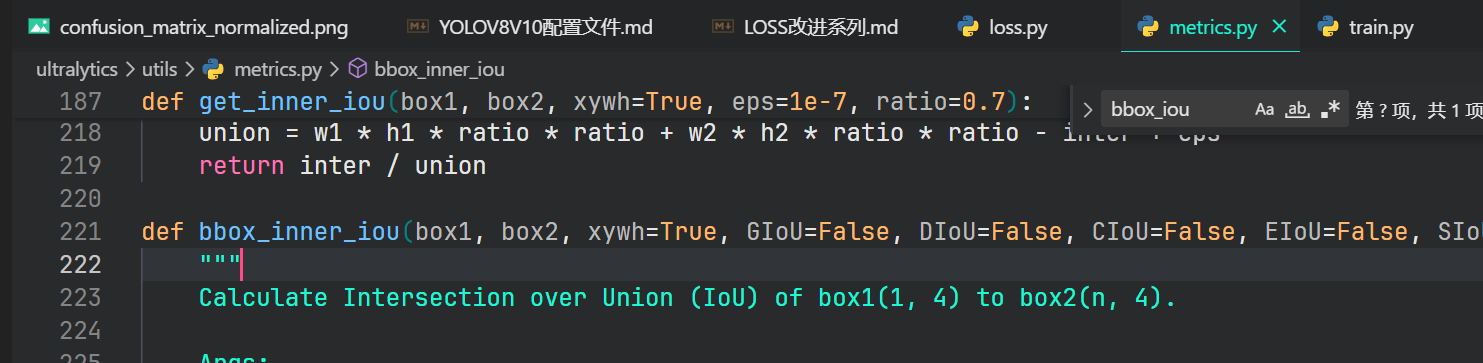 confusion_matrix_normalized.png YOLOV8V10配置文件.md LOSS改进系列.md loss.py metrics.py train.py
ultralytics > utils > metrics.py > bbox_inner_iou
187 def get_inner_iou(box1, box2, xywh=True, eps=1e-7, ratio=0.7):
bbox_iou Aa ab .* 第 ? 项，共 1 项
218 union = w1 * h1 * ratio * ratio + w2 * h2 * ratio * ratio - inter + eps
219 return inter / union
220
221 def bbox_inner_iou(box1, box2, xywh=True, GIoU=False, DIoU=False, CIoU=False, EIoU=False, SIo
222 """
223 Calculate Intersection over Union (IoU) of box1(1, 4) to box2(n, 4).
224
225 Args: